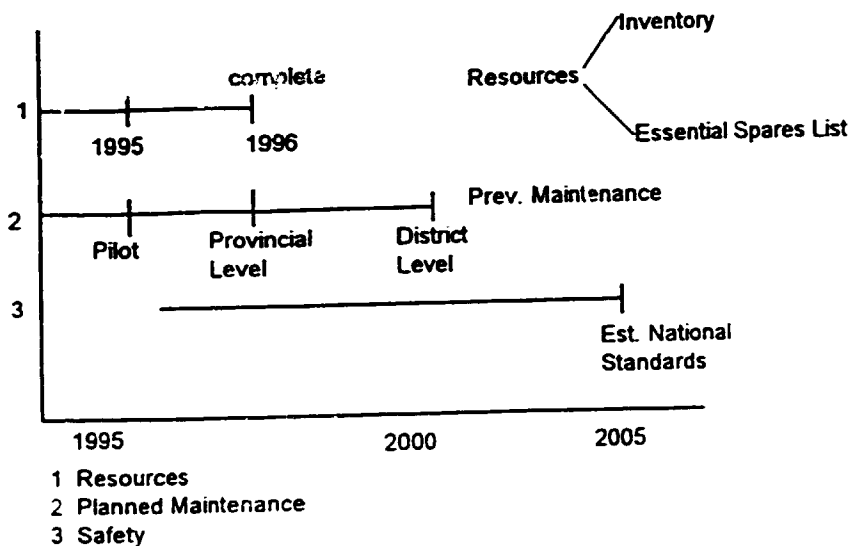 Inventory
complete
Resources
1
1995
1996
Essential Spares List
2
Prev. Maintenance
Pilot
Provincial
Level
District
Level
3
Est. National
Standards
1995
2000
2005
1 Resources
2 Planned Maintenance
3 Safety